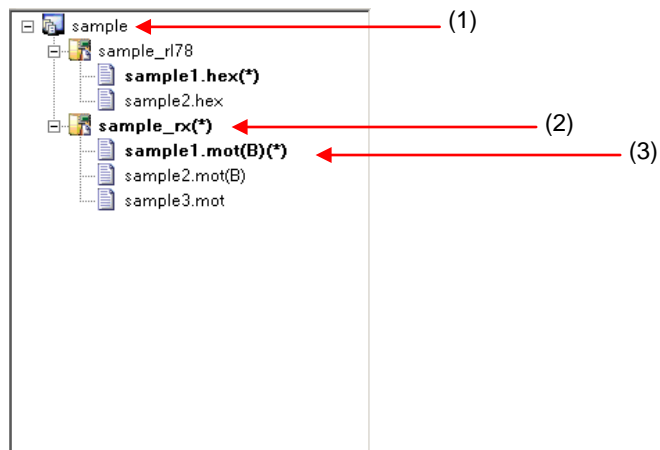 sample (1)
sample_rl78
sample1.hex(*)
sample2.hex
sample_rx(*) (2)
sample1.mot(B)(*) (3)
sample2.mot(B)
sample3.mot